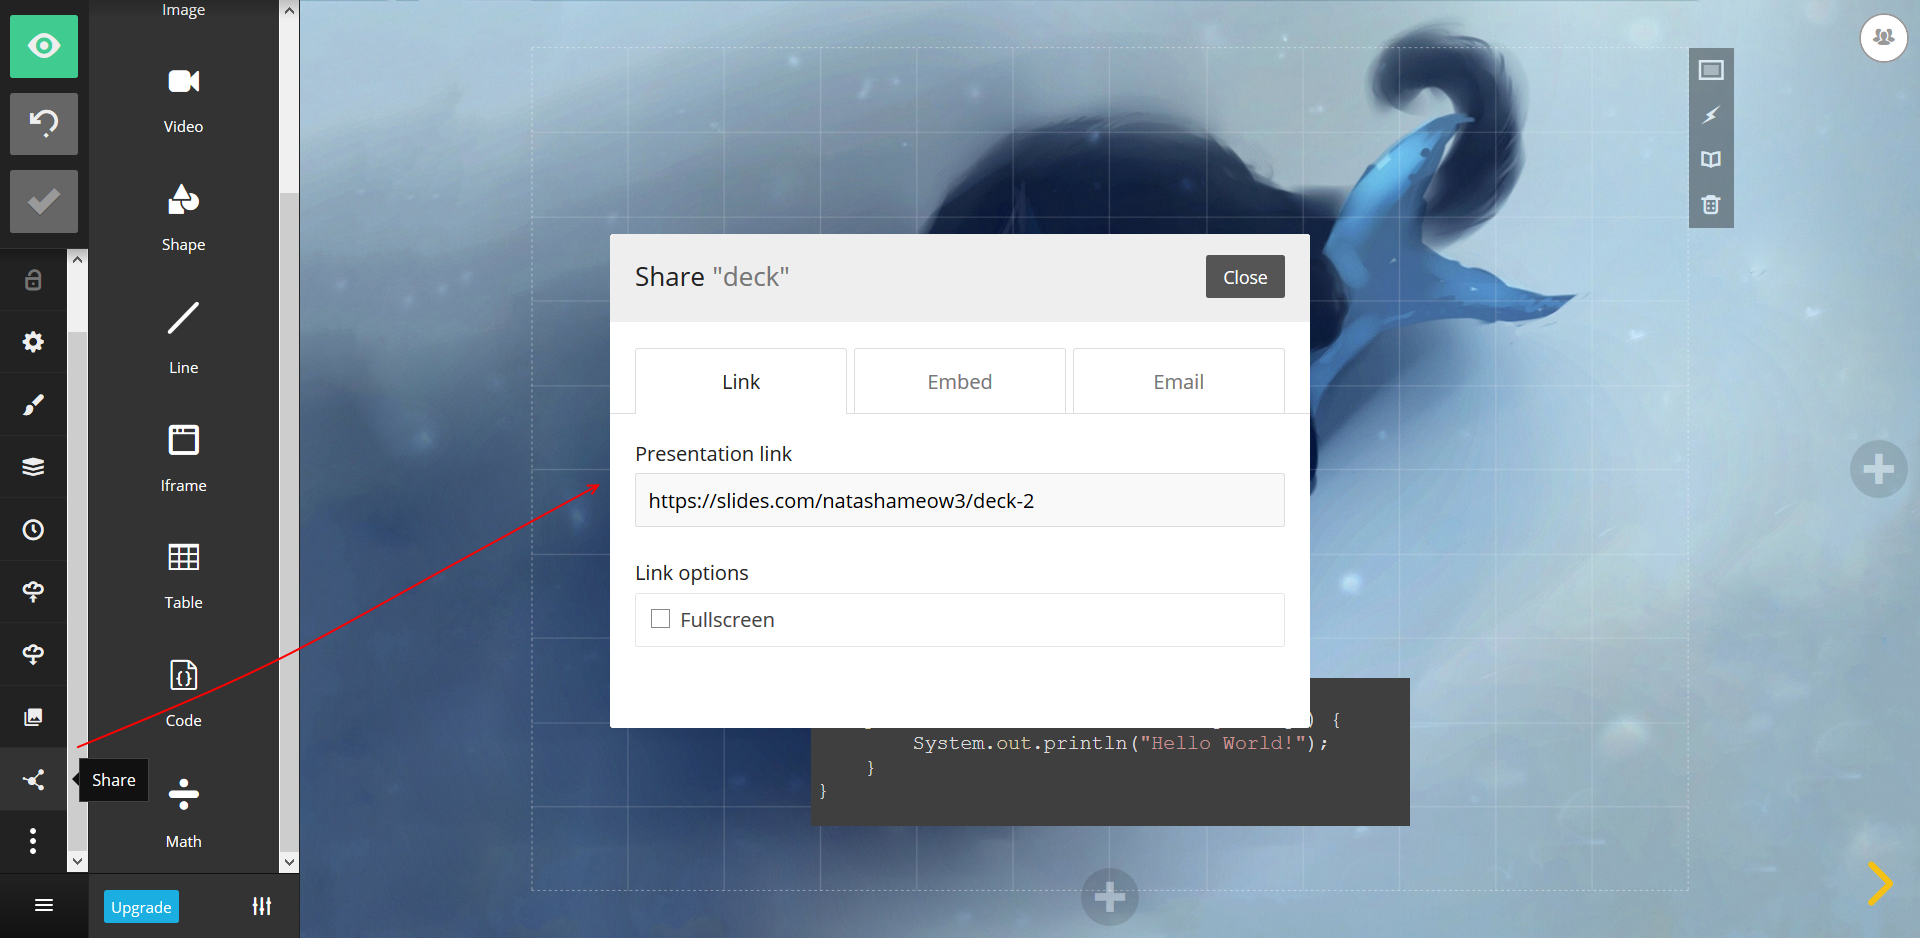 Image
Video
Shape
Line
Iframe
Table
Code
Math
Share
Upgrade
Share "deck"
Close
Link
Embed
Email
Presentation link
https://slides.com/natashameow3/deck-2
Link options
Fullscreen
) {
System.out.println("Hello World!");
}
}